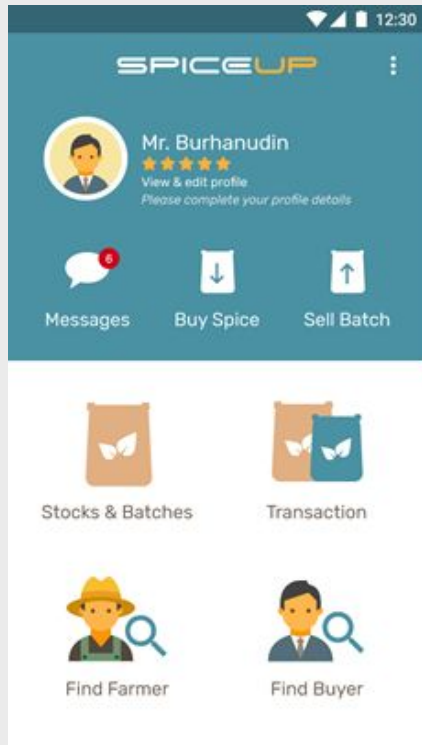 12:30
SPICEUP
Mr. Burhanudin
View & edit profile
Please complete your profile details
6
Messages
Buy Spice
Sell Batch
Stocks & Batches
Transaction
Find Farmer
Find Buyer